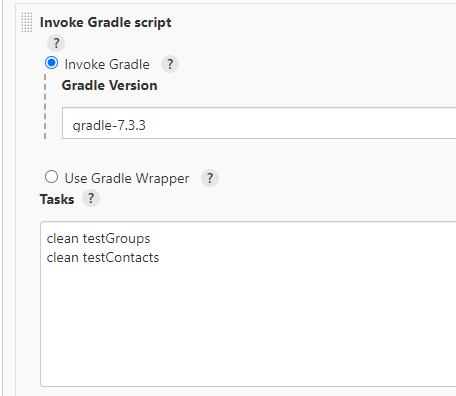 Invoke Gradle script
?
Invoke Gradle ?
Gradle Version
gradle-7.3.3
Use Gradle Wrapper ?
Tasks ?
clean testGroups
clean testContacts